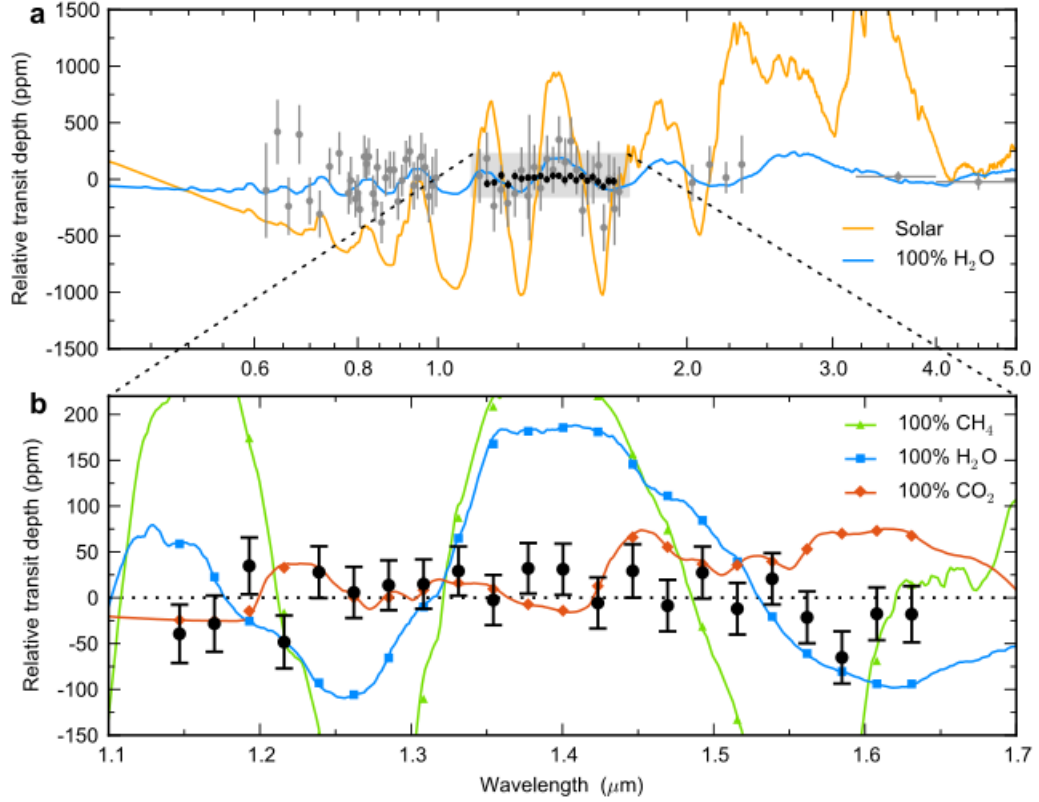 a
Relative transit depth (ppm)
1500
1000
500
0
-500
-1000
-1500
Solar
100% H₂O
0.6
0.8
1.0
2.0
3.0
4.0
5.0
b
Relative transit depth (ppm)
200
150
100
50
0
-50
-100
-150
100% CH₄
100% H₂O
100% CO₂
1.1
1.2
1.3
1.4
1.5
1.6
1.7
Wavelength (μm)